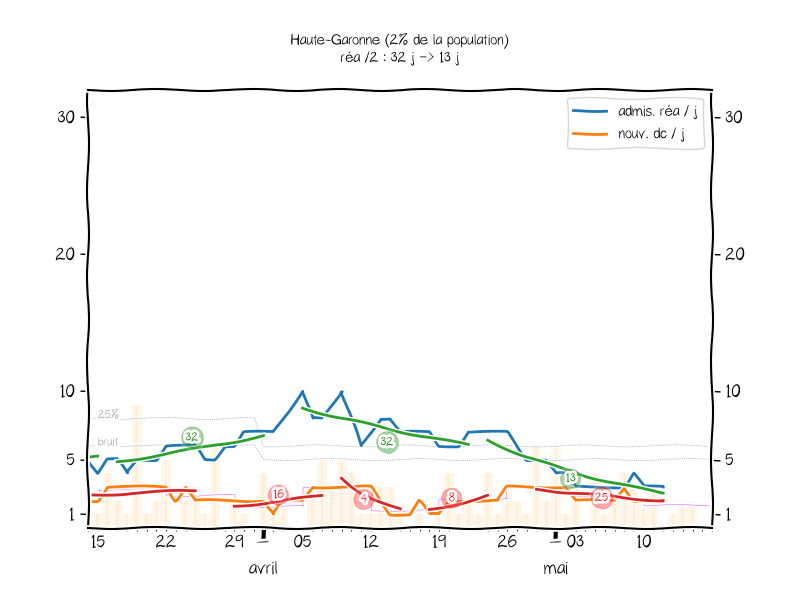 Haute-Garonne (2% de la population)
réa /2 : 32 j -> 13 j
admis. réa / j
nouv. dc / j
30
30
20
20
10
10
25%
32
bruit
32
5
5
13
16
4
8
25
1
1
15 22 29 05 12 19 26 03 10
avril mai